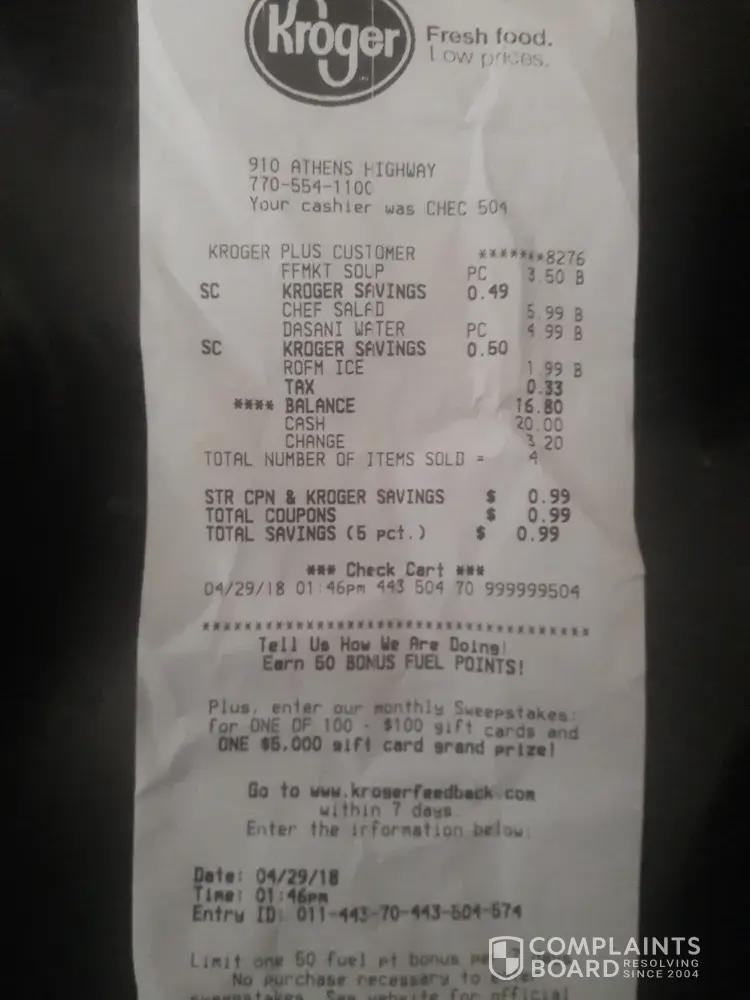 Kroger
Fresh food.
Low prices.
910 ATHENS HIGHWAY
770-554-1100
Your cashier was CHEC 504
KROGER PLUS CUSTOMER *******8276
FFMKT SOUP PC 3.50 B
SC KROGER SAVINGS 0.49
CHEF SALAD 5.99 B
DASANI WATER PC 4.99 B
SC KROGER SAVINGS 0.50
ROFM ICE 1.99 B
TAX 0.33
**** BALANCE 16.80
CASH 20.00
CHANGE 3.20
TOTAL NUMBER OF ITEMS SOLD = 4
STR CPN & KROGER SAVINGS $ 0.99
TOTAL COUPONS $ 0.99
TOTAL SAVINGS (5 pct.) $ 0.99
*** Check Cart ***
04/29/18 01:46pm 443 504 70 999999504
Tell Us How We Are Doing!
Earn 50 BONUS FUEL POINTS!
Plus, enter our monthly Sweepstakes:
for ONE OF 100 - $100 gift cards and
ONE $5,000 gift card grand prize!
Go to www.krogerfeedback.com
within 7 days.
Enter the information below:
Date: 04/29/18
Time: 01:46pm
Entry ID: 011-443-70-443-504-574
Limit one 50 fuel pt bonus
No purchase necessary to
sweepstakes. See website for official
COMPLAINTS
BOARD RESOLVING
SINCE 2004